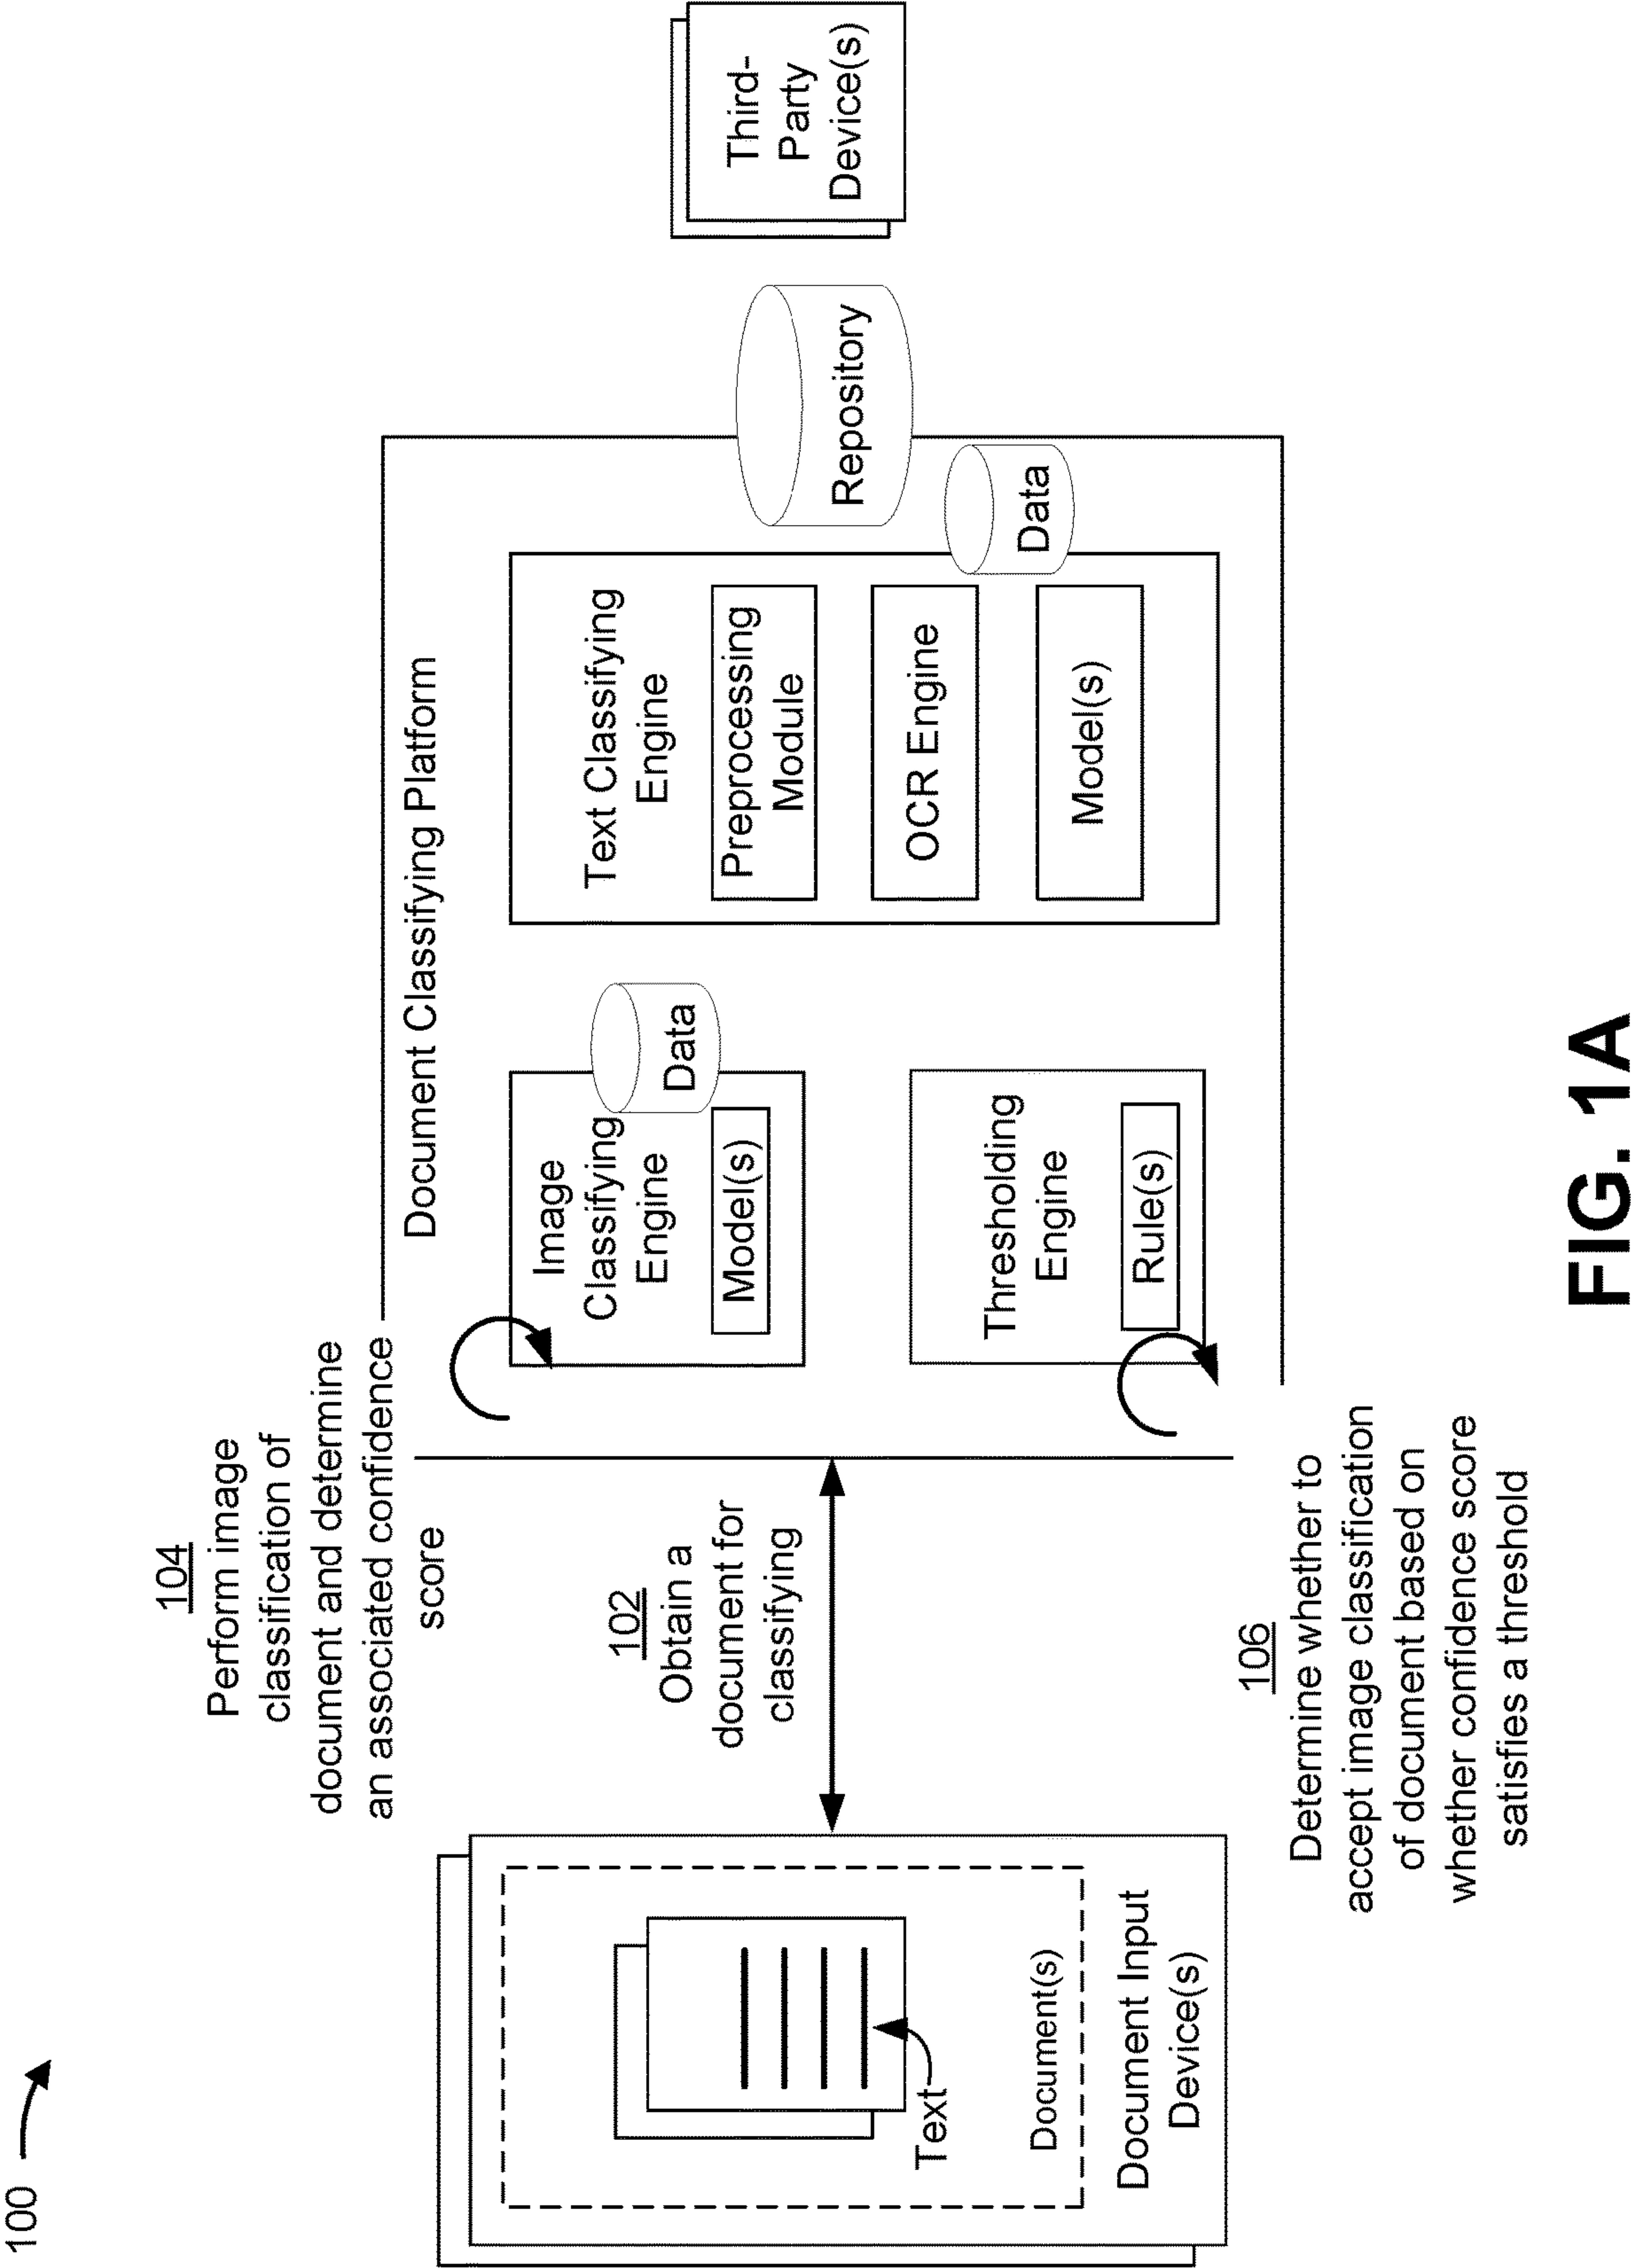 100
104
Perform image
classification of
document and determine
an associated confidence
score
Document Classifying Platform
Image
Classifying
Engine
Model(s)
Data
Text Classifying
Engine
Preprocessing
Module
OCR Engine
Model(s)
Data
Repository
Third-
Party
Device(s)
102
Obtain a
document for
classifying
Thresholding
Engine
Rule(s)
Text
Document(s)
Document Input
Device(s)
106
Determine whether to
accept image classification
of document based on
whether confidence score
satisfies a threshold
FIG. 1A